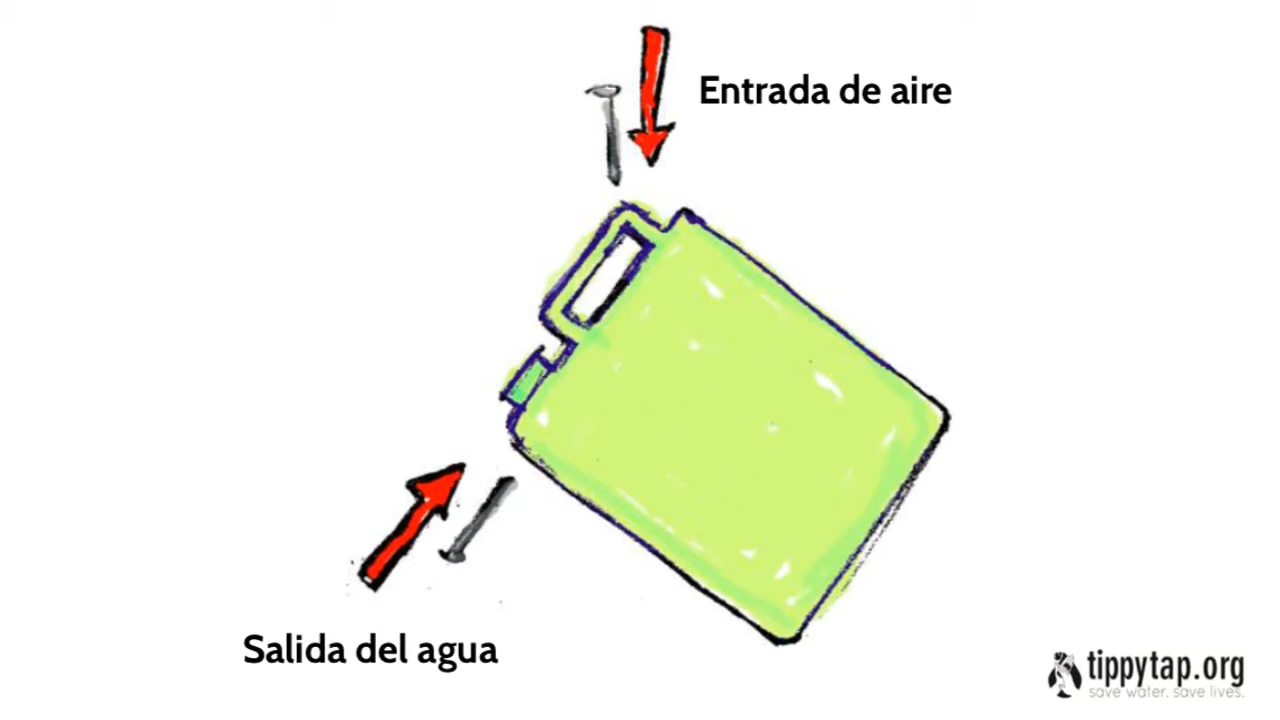 Entrada de aire
Salida del agua
tippytap.org
save water. save lives.